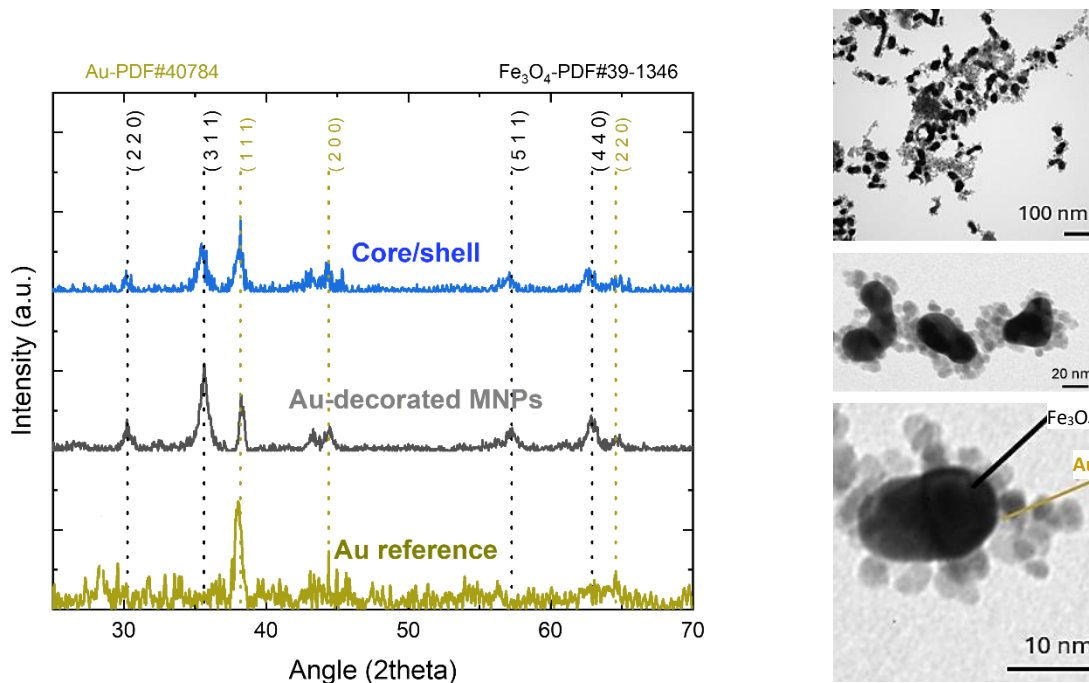 Au-PDF#40784
Fe₃O₄-PDF#39-1346
(2 2 0)
(3 1 1)
(1 1 1)
(2 0 0)
(5 1 1)
(4 4 0)
(2 2 0)
Core/shell
Au-decorated MNPs
Au reference
Intensity (a.u.)
30
40
50
60
70
Angle (2theta)
100 nm
20 nm
Fe₃O
Au
10 nm